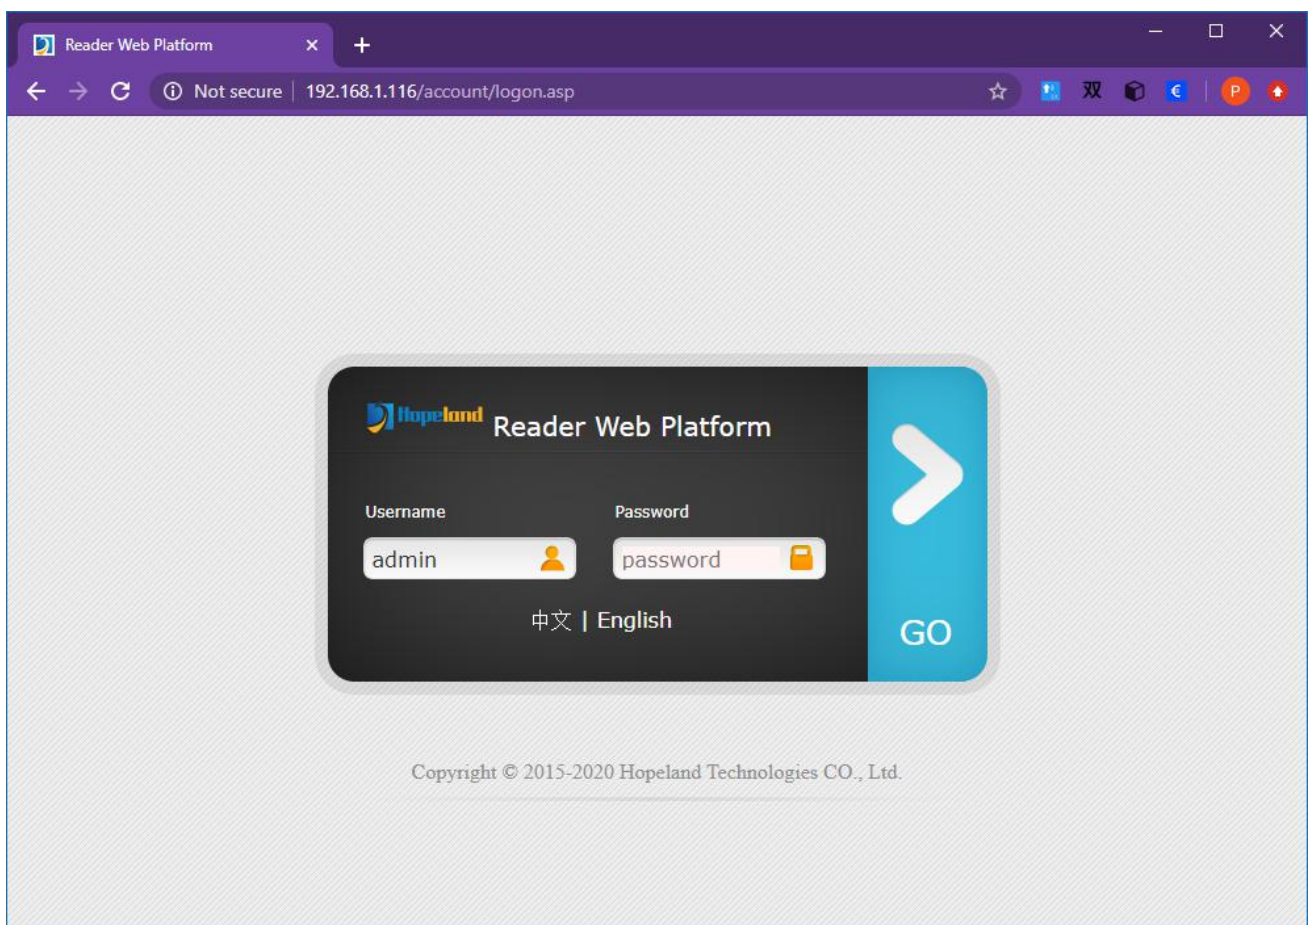 Reader Web Platform
Not secure | 192.168.1.116/account/logon.asp
双
€
P
Hopeland Reader Web Platform
Username Password
admin password
中文 | English
GO
Copyright © 2015-2020 Hopeland Technologies CO., Ltd.